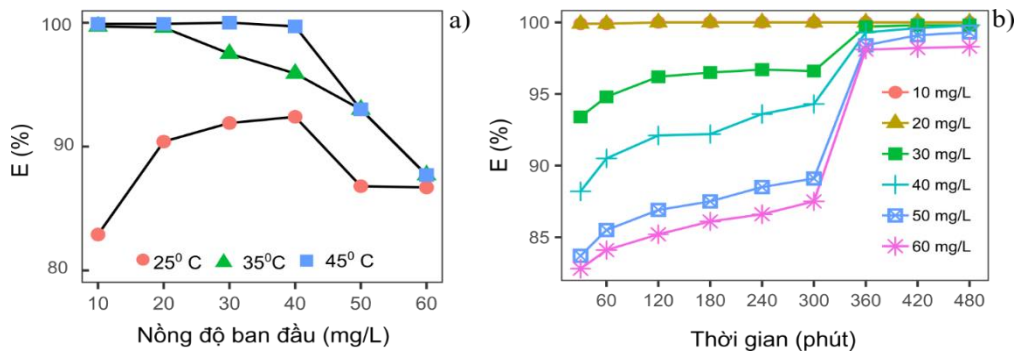 a)
E (%)
100
90
80
25⁰ C 35⁰C 45⁰ C
10 20 30 40 50 60
Nồng độ ban đầu (mg/L)
b)
E (%)
100
95
90
85
10 mg/L
20 mg/L
30 mg/L
40 mg/L
50 mg/L
60 mg/L
60 120 180 240 300 360 420 480
Thời gian (phút)